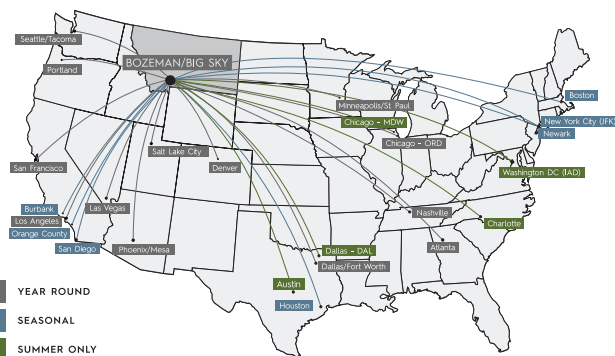 Seattle/Tacoma
Portland
BOZEMAN/BIG SKY
Boston
New York City (JFK)
Newark
Minneapolis/St Paul
Chicago – MDW
Chicago – ORD
Salt Lake City
Denver
San Francisco
Washington DC (IAD)
Burbank
Los Angeles
Orange County
San Diego
Las Vegas
Phoenix/Mesa
Nashville
Charlotte
Atlanta
Dallas – DAL
Dallas/Fort Worth
Austin
Houston
YEAR ROUND
SEASONAL
SUMMER ONLY